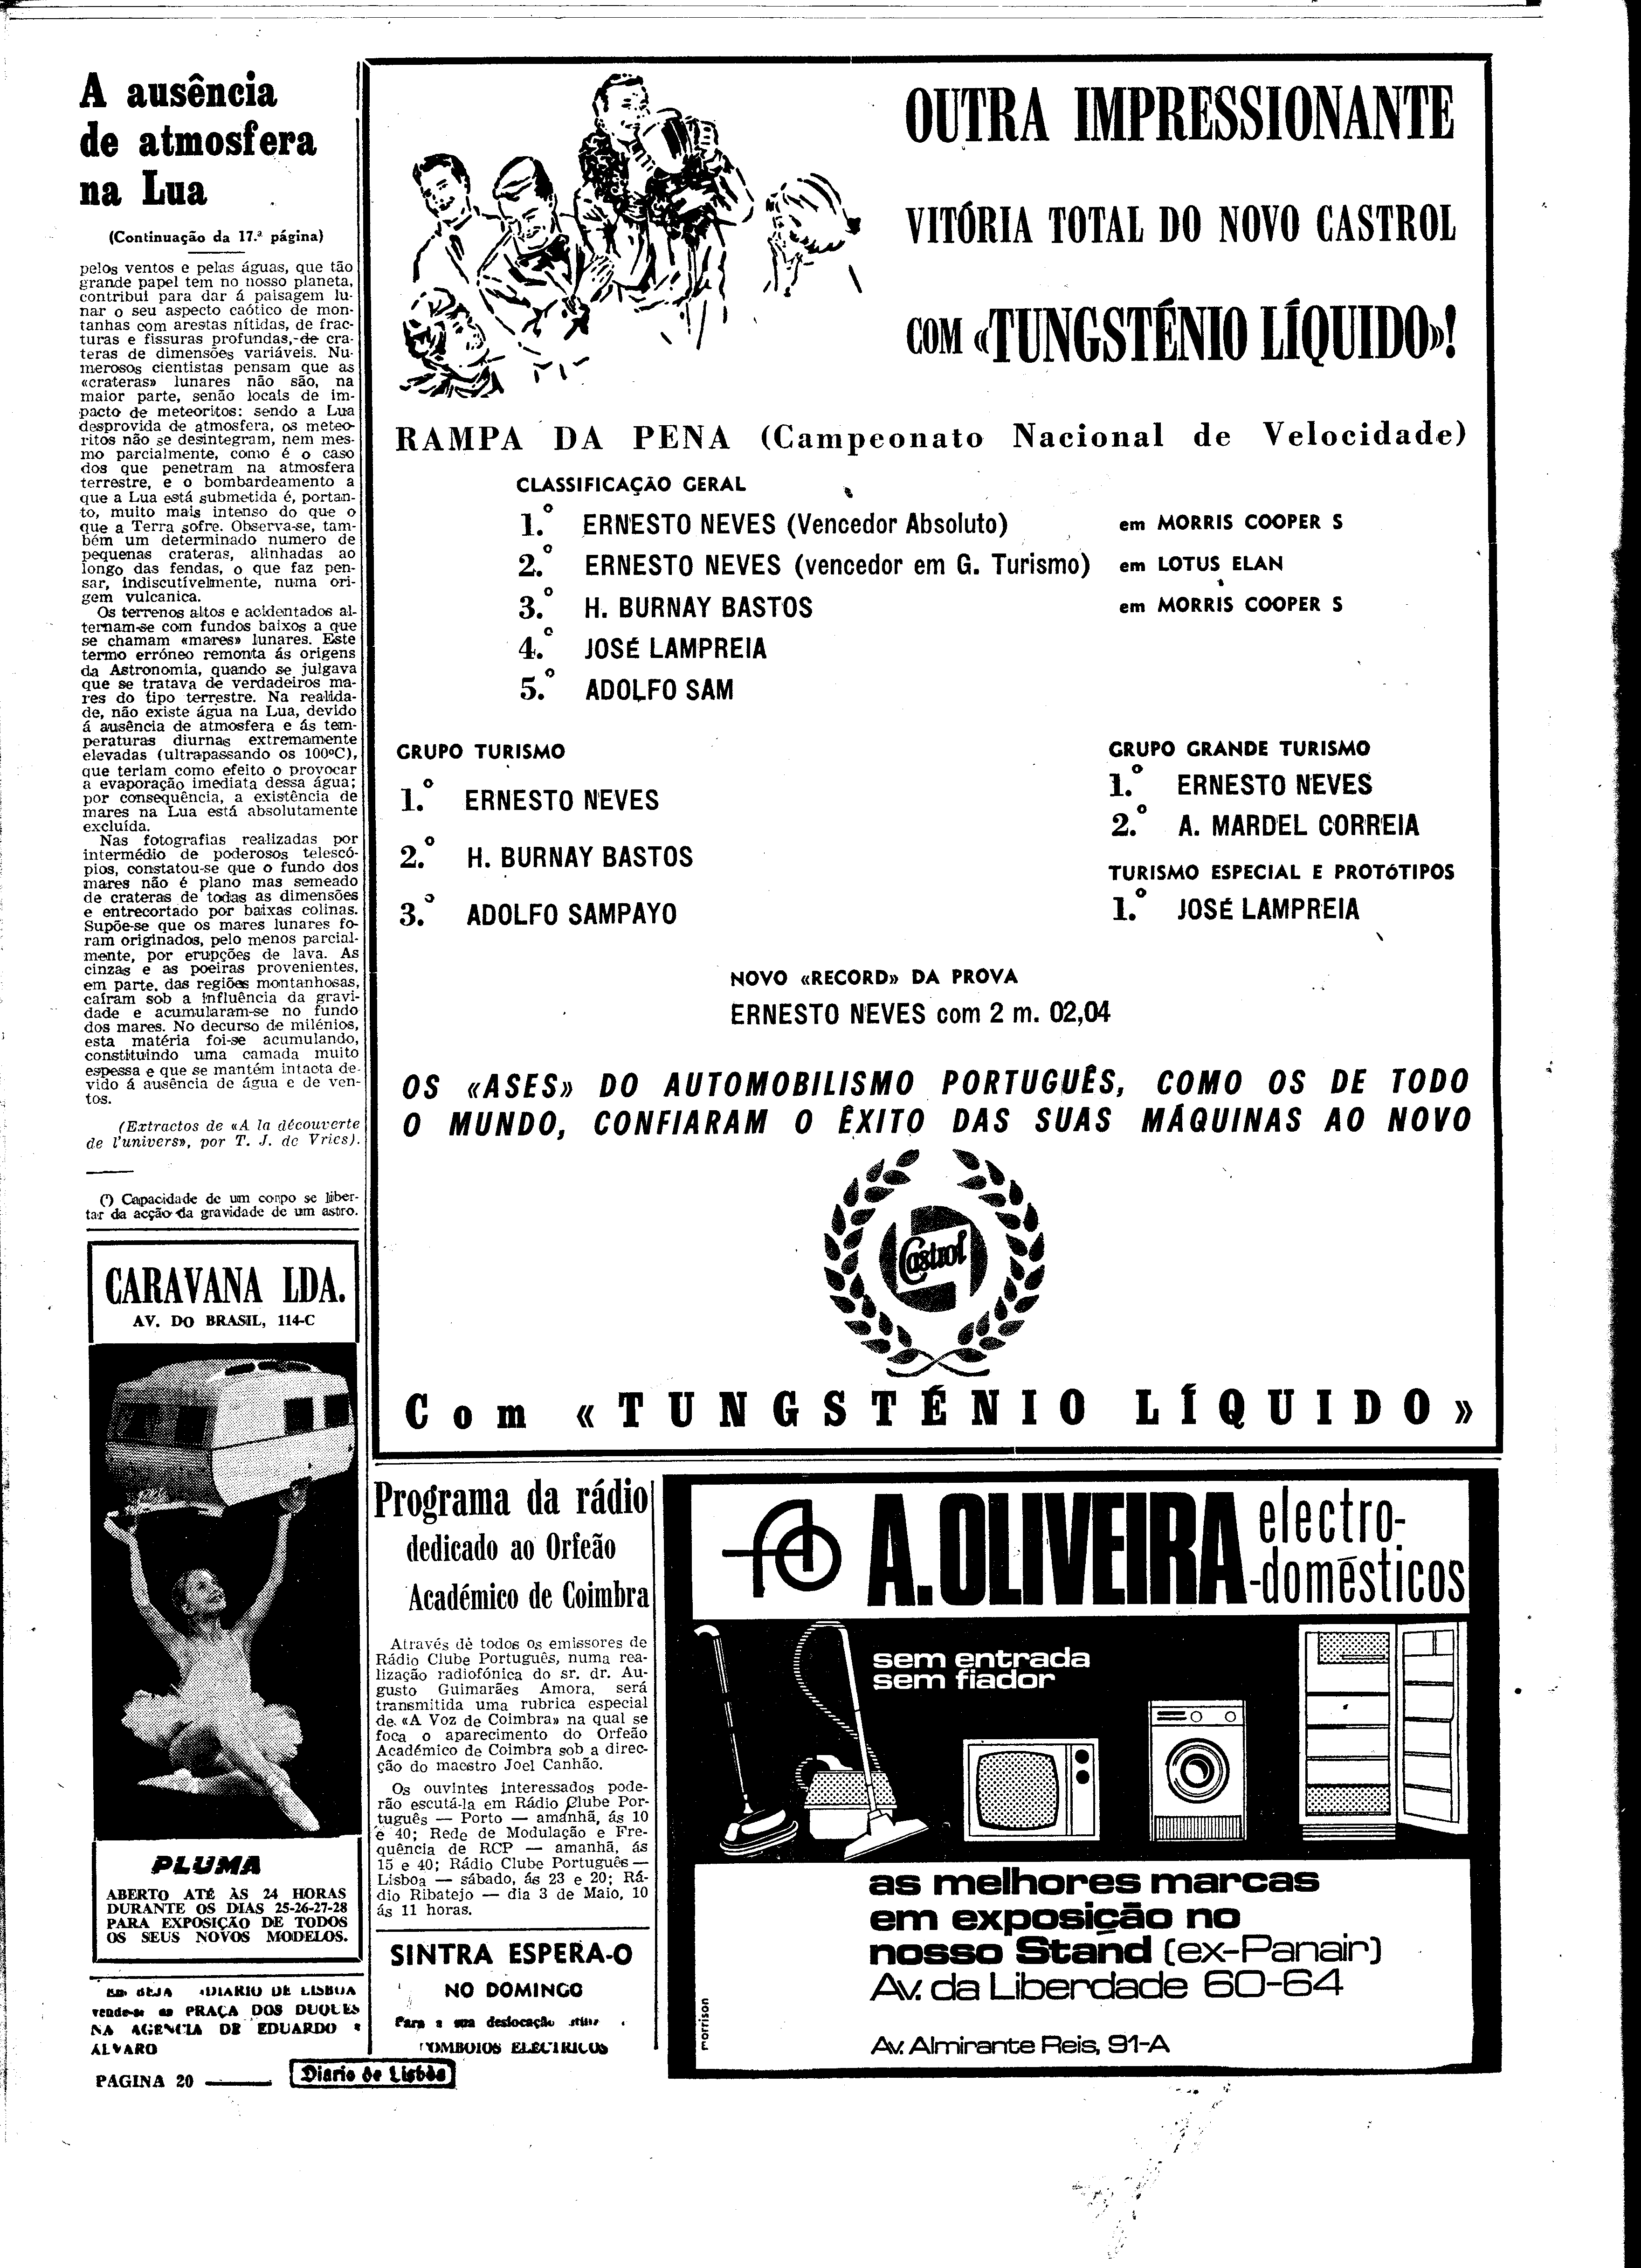 A ausência
de atmosfera
na Lua
(Continuação da 17.ª página)
pelos ventos e pelas águas, que tão
grande papel tem no nosso planeta,
contribui para dar á paisagem lu-
nar o seu aspecto caótico de mon-
tanhas com arestas nítidas, de frac-
turas e fissuras profundas, de cra-
teras de dimensões variáveis. Nu-
merosos cientistas pensam que as
«crateras» lunares não são, na
maior parte, senão locais de im-
pacto de meteoritos: sendo a Lua
desprovida de atmosfera, os meteo-
ritos não se desintegram, nem mes-
mo parcialmente, como é o caso
dos que penetram na atmosfera
terrestre, e o bombardeamento a
que a Lua está submetida é, portan-
to, muito mais intenso do que o
que a Terra sofre. Observa-se, tam-
bém um determinado numero de
pequenas crateras, alinhadas ao
longo das fendas, o que faz pen-
sar, indiscutivelmente, numa ori-
gem vulcanica.
Os terrenos altos e acidentados al-
ternam-se com fundos baixos a que
se chamam «mares» lunares. Este
termo erróneo remonta ás origens
da Astronomia, quando se julgava
que se tratava de verdadeiros ma-
res do tipo terrestre. Na realida-
de, não existe água na Lua, devido
á ausência de atmosfera e ás tem-
peraturas diurnas extremamente
elevadas (ultrapassando os 100ºC),
que teriam como efeito o provocar
a evaporação imediata dessa água;
por consequência, a existência de
mares na Lua está absolutamente
excluída.
Nas fotografias realizadas por
intermédio de poderosos telescó-
pios, constatou-se que o fundo dos
mares não é plano mas semeado
de crateras de todas as dimensões
e entrecortado por baixas colinas.
Supõe-se que os mares lunares fo-
ram originados, pelo menos parcial-
mente, por erupções de lava. As
cinzas e as poeiras provenientes,
em parte, das regiões montanhosas,
caíram sob a influência da gravi-
dade e acumularam-se no fundo
dos mares. No decurso de milénios,
esta matéria foi-se acumulando,
constituindo uma camada muito
espessa e que se mantém intacta de-
vido á ausência de água e de ven-
tos.
(Extractos de «A la découverte
de l'univers», por T. J. de Vries).
(') Capacidade de um corpo se liber-
tar da acção da gravidade de um astro.
CARAVANA LDA.
AV. DO BRASIL, 114-C
PLUMA
ABERTO ATÉ ÀS 24 HORAS
DURANTE OS DIAS 25-26-27-28
PARA EXPOSIÇÃO DE TODOS
OS SEUS NOVOS MODELOS.
DIARIO DE LISBOA
vende-se na PRAÇA DOS DUQUES
NA AGENCIA DE EDUARDO
ALVARO
PAGINA 20
Diario de Lisboa
OUTRA IMPRESSIONANTE
VITÓRIA TOTAL DO NOVO CASTROL
COM «TUNGSTÉNIO LÍQUIDO»!
RAMPA DA PENA (Campeonato Nacional de Velocidade)
CLASSIFICAÇÃO GERAL
1.º ERNESTO NEVES (Vencedor Absoluto) em MORRIS COOPER S
2.º ERNESTO NEVES (vencedor em G. Turismo) em LOTUS ELAN
3.º H. BURNAY BASTOS em MORRIS COOPER S
4.º JOSÉ LAMPREIA
5.º ADOLFO SAM
GRUPO TURISMO
1.º ERNESTO NEVES
2.º H. BURNAY BASTOS
3.º ADOLFO SAMPAYO
GRUPO GRANDE TURISMO
1.º ERNESTO NEVES
2.º A. MARDEL CORREIA
TURISMO ESPECIAL E PROTÓTIPOS
1.º JOSÉ LAMPREIA
NOVO «RECORD» DA PROVA
ERNESTO NEVES com 2 m. 02,04
OS «ASES» DO AUTOMOBILISMO PORTUGUÊS, COMO OS DE TODO
O MUNDO, CONFIARAM O ÊXITO DAS SUAS MÁQUINAS AO NOVO
Castrol
Com «TUNGSTÉNIO LÍQUIDO»
Programa da rádio
dedicado ao Orfeão
Académico de Coimbra
Através dè todos os emissores de
Rádio Clube Português, numa rea-
lização radiofónica do sr. dr. Au-
gusto Guimarães Amora, será
transmitida uma rubrica especial
de «A Voz de Coimbra» na qual se
foca o aparecimento do Orfeão
Académico de Coimbra sob a direc-
ção do maestro Joel Canhão.
Os ouvintes interessados pode-
rão escutá-la em Rádio Clube Por-
tuguês — Porto — amanhã, ás 10
e 40; Rede de Modulação e Fre-
quência de RCP — amanhã, ás
15 e 40; Rádio Clube Português —
Lisboa — sábado, ás 23 e 20; Rá-
dio Ribatejo — dia 3 de Maio, 10
ás 11 horas.
SINTRA ESPERA-O
NO DOMINGO
Para a sua deslocação
COMBOIOS ELECTRICOS
A. OLIVEIRA electro-
-domésticos
sem entrada
sem fiador
as melhores marcas
em exposição no
nosso Stand (ex-Panair)
Av. da Liberdade 60-64
Av. Almirante Reis, 91-A
morrison